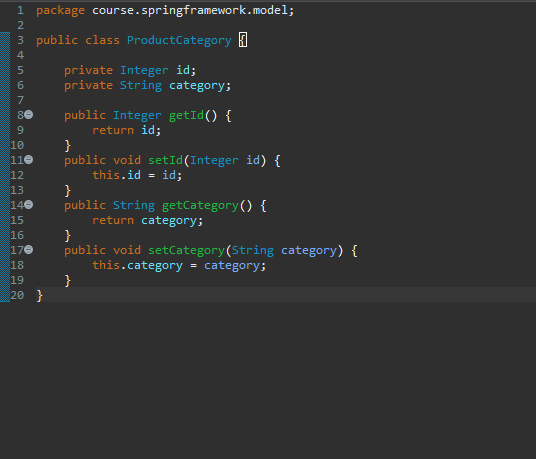 1 package course.springframework.model;
2
3 public class ProductCategory {
4
5     private Integer id;
6     private String category;
7
8     public Integer getId() {
9         return id;
10     }
11     public void setId(Integer id) {
12         this.id = id;
13     }
14     public String getCategory() {
15         return category;
16     }
17     public void setCategory(String category) {
18         this.category = category;
19     }
20 }